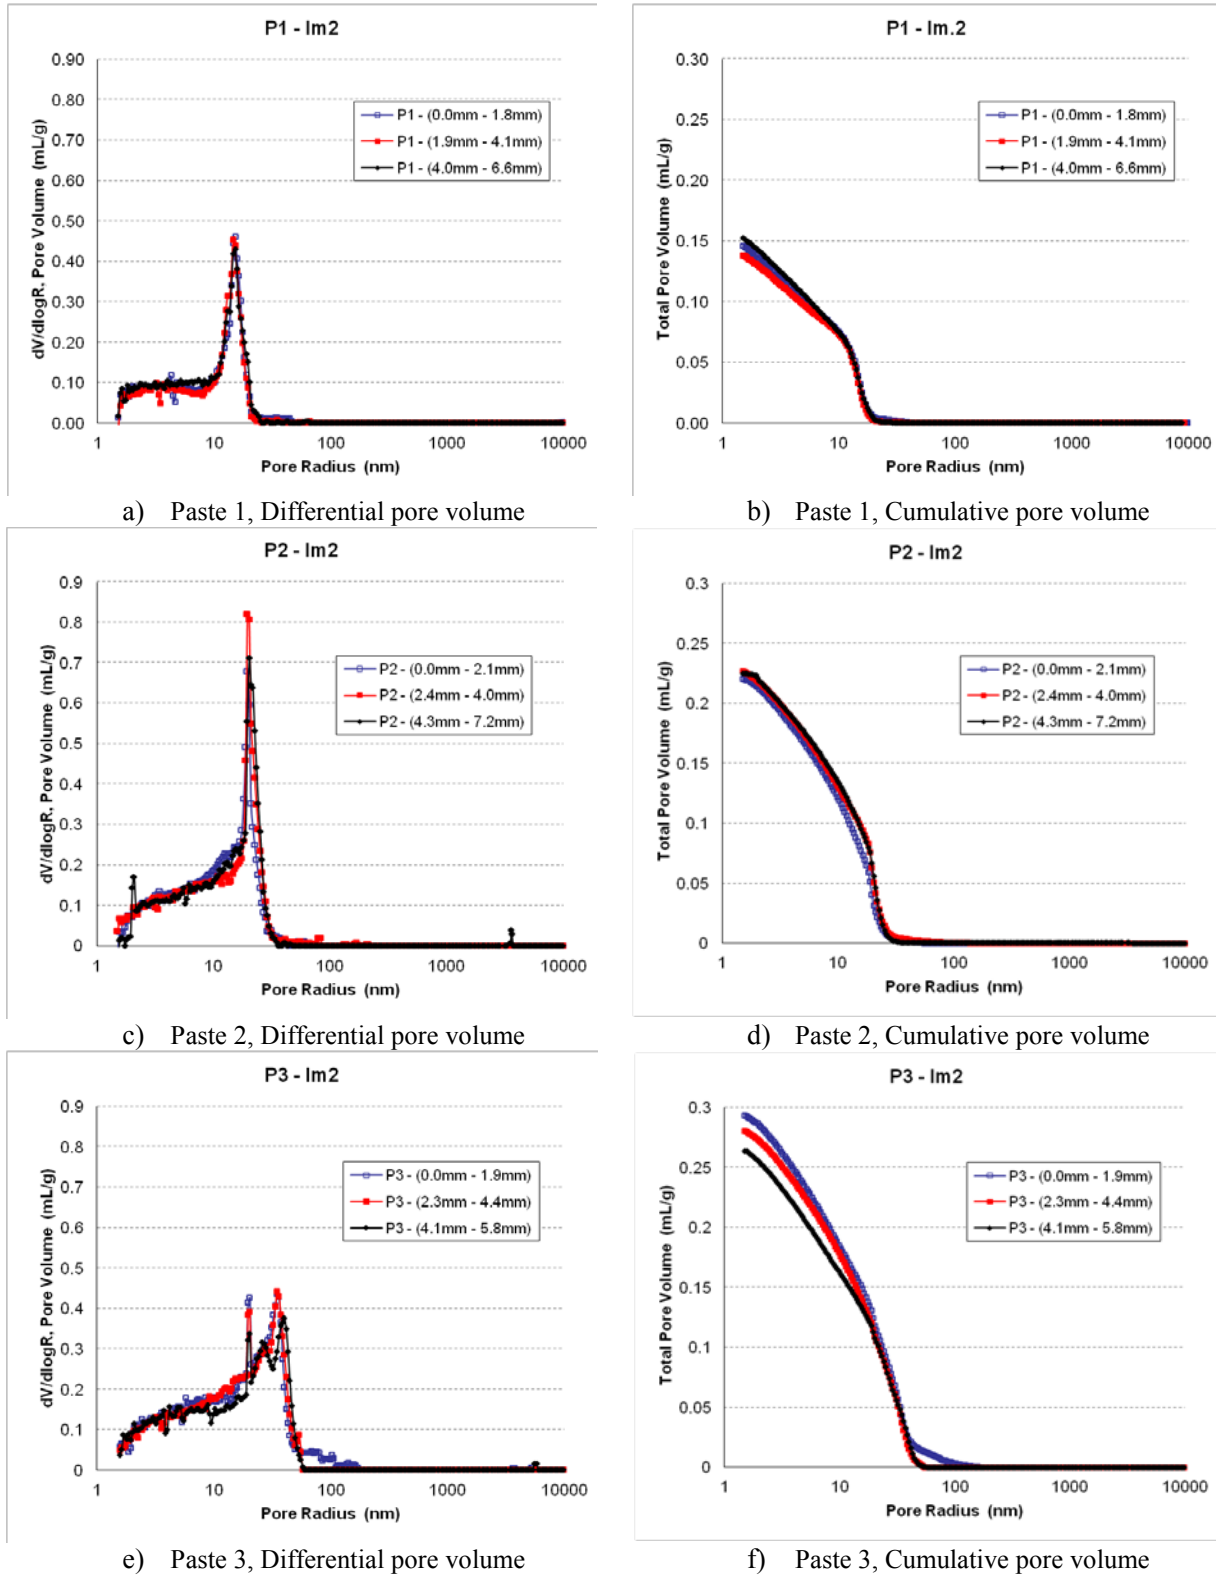 P1 - Im2
dV/dlogR, Pore Volume (mL/g)
0.90
0.80
0.70
0.60
0.50
0.40
0.30
0.20
0.10
0.00
P1 - (0.0mm - 1.8mm)
P1 - (1.9mm - 4.1mm)
P1 - (4.0mm - 6.6mm)
1 10 100 1000 10000
Pore Radius (nm)
a) Paste 1, Differential pore volume
P1 - Im.2
Total Pore Volume (mL/g)
0.30
0.25
0.20
0.15
0.10
0.05
0.00
P1 - (0.0mm - 1.8mm)
P1 - (1.9mm - 4.1mm)
P1 - (4.0mm - 6.6mm)
1 10 100 1000 10000
Pore Radius (nm)
b) Paste 1, Cumulative pore volume
P2 - Im2
dV/dlogR, Pore Volume (mL/g)
0.9
0.8
0.7
0.6
0.5
0.4
0.3
0.2
0.1
0
P2 - (0.0mm - 2.1mm)
P2 - (2.4mm - 4.0mm)
P2 - (4.3mm - 7.2mm)
1 10 100 1000 10000
Pore Radius (nm)
c) Paste 2, Differential pore volume
P2 - Im2
Total Pore Volume (mL/g)
0.3
0.25
0.2
0.15
0.1
0.05
0
P2 - (0.0mm - 2.1mm)
P2 - (2.4mm - 4.0mm)
P2 - (4.3mm - 7.2mm)
1 10 100 1000 10000
Pore Radius (nm)
d) Paste 2, Cumulative pore volume
P3 - Im2
dV/dlogR, Pore Volume (mL/g)
0.9
0.8
0.7
0.6
0.5
0.4
0.3
0.2
0.1
0
P3 - (0.0mm - 1.9mm)
P3 - (2.3mm - 4.4mm)
P3 - (4.1mm - 5.8mm)
1 10 100 1000 10000
Pore Radius (nm)
e) Paste 3, Differential pore volume
P3 - Im2
Total Pore Volume (mL/g)
0.3
0.25
0.2
0.15
0.1
0.05
0
P3 - (0.0mm - 1.9mm)
P3 - (2.3mm - 4.4mm)
P3 - (4.1mm - 5.8mm)
1 10 100 1000 10000
Pore Radius (nm)
f) Paste 3, Cumulative pore volume